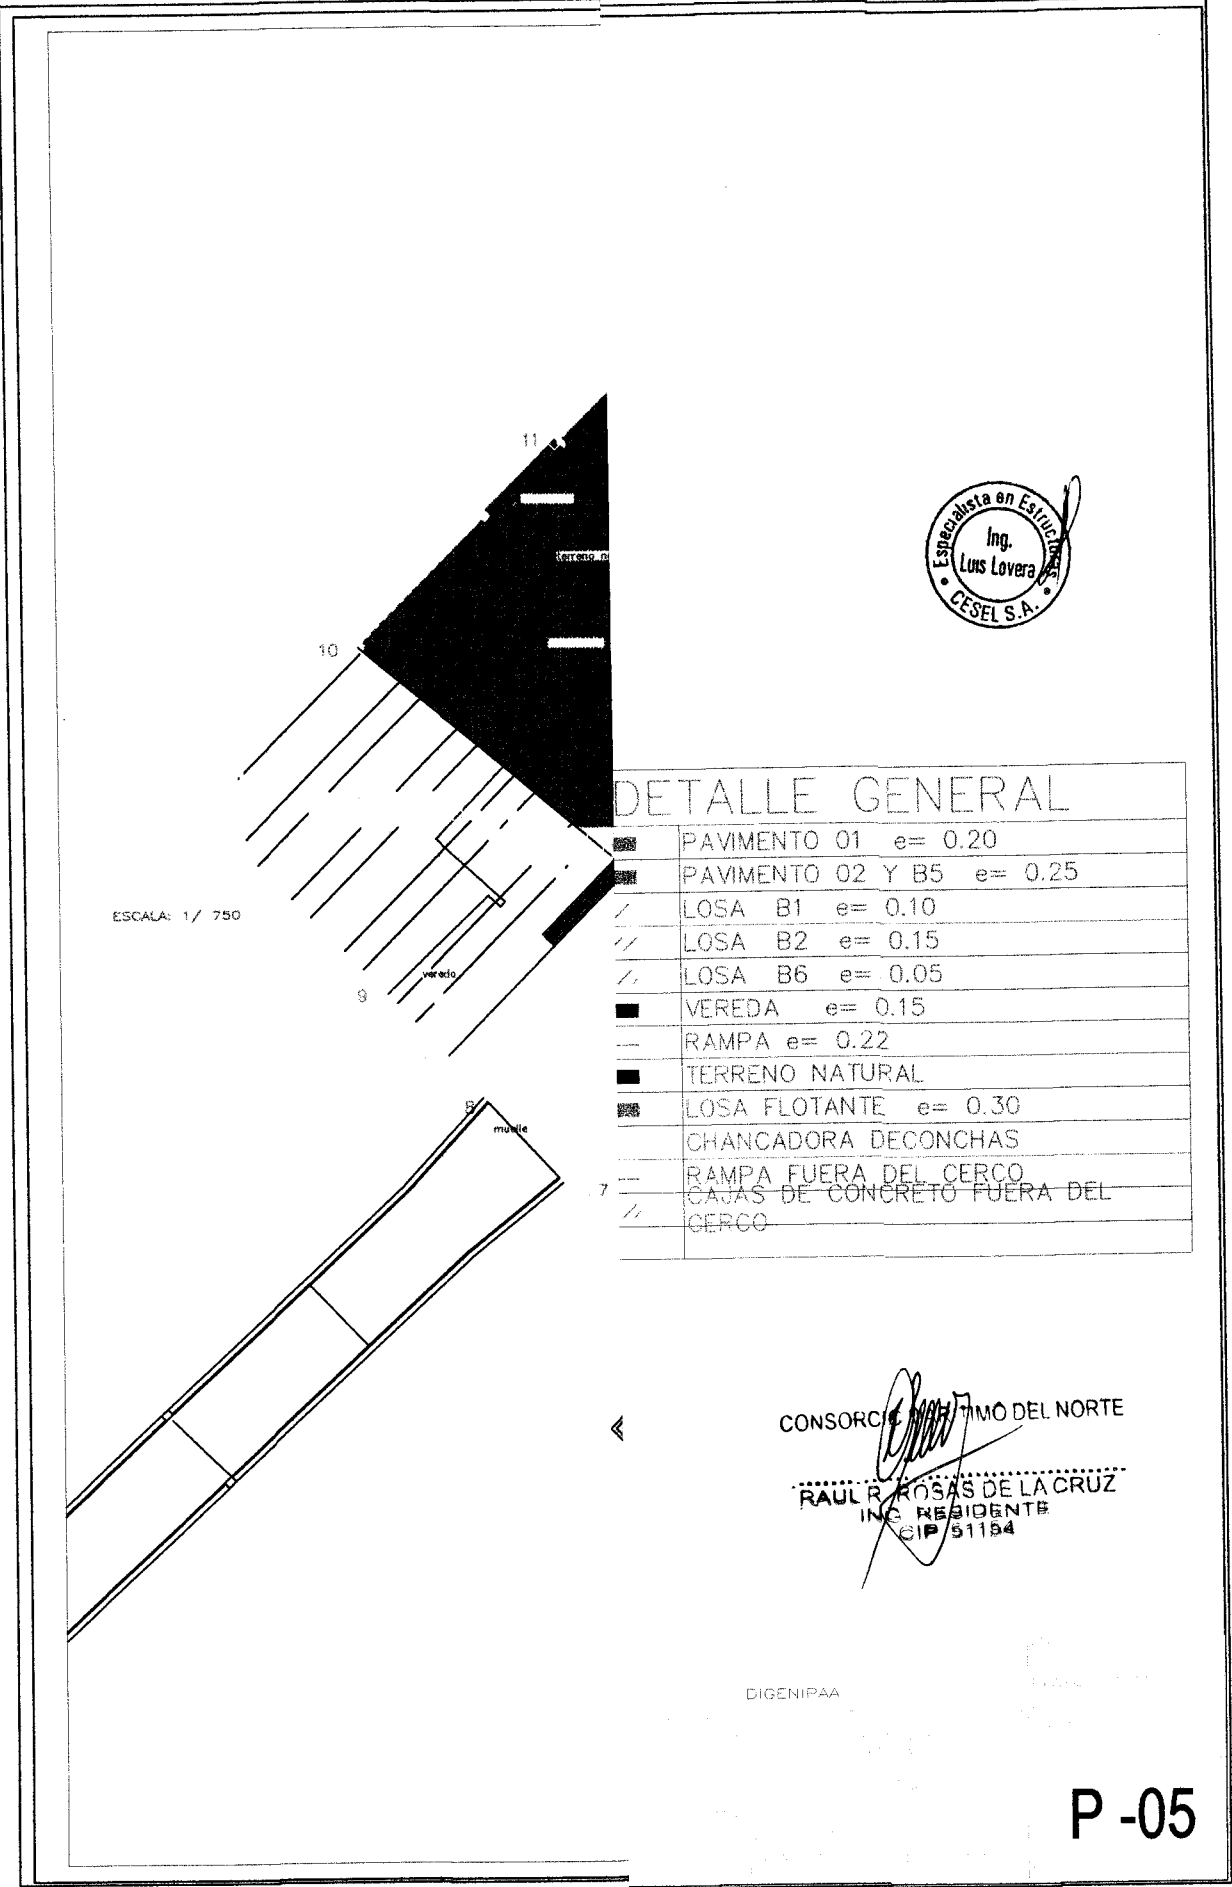 11
terreno n
10
ESCALA: 1/ 750
vereda
9
8
muelle
7
Especialista en Estructuras
Ing.
Luis Lovera
CESEL S.A.
DETALLE GENERAL
PAVIMENTO 01 e= 0.20
PAVIMENTO 02 Y B5 e= 0.25
LOSA B1 e= 0.10
LOSA B2 e= 0.15
LOSA B6 e= 0.05
VEREDA e= 0.15
RAMPA e= 0.22
TERRENO NATURAL
LOSA FLOTANTE e= 0.30
CHANCADORA DECONCHAS
RAMPA FUERA DEL CERCO
CAJAS DE CONCRETO FUERA DEL
CERCO
CONSORCIO TIMO DEL NORTE
RAUL R. ROSAS DE LA CRUZ
ING RESIDENTE
CIP 51154
DIGENIPAA
P -05